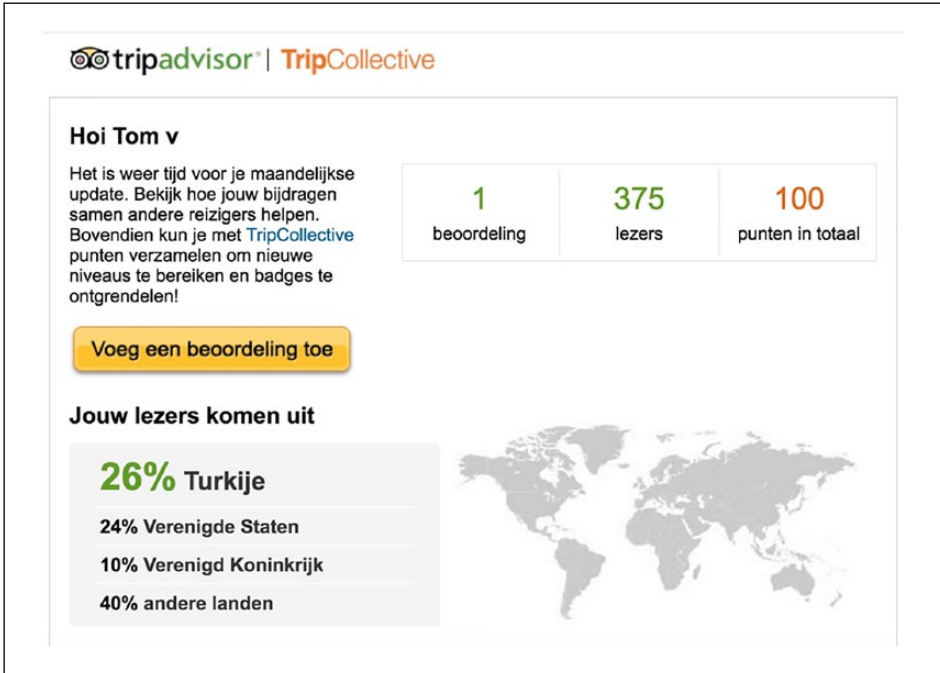 tripadvisor® | TripCollective
Hoi Tom v
Het is weer tijd voor je maandelijkse
update. Bekijk hoe jouw bijdragen
samen andere reizigers helpen.
Bovendien kun je met TripCollective
punten verzamelen om nieuwe
niveaus te bereiken en badges te
ontgrendelen!
1
beoordeling
375
lezers
100
punten in totaal
Voeg een beoordeling toe
Jouw lezers komen uit
26% Turkije
24% Verenigde Staten
10% Verenigd Koninkrijk
40% andere landen